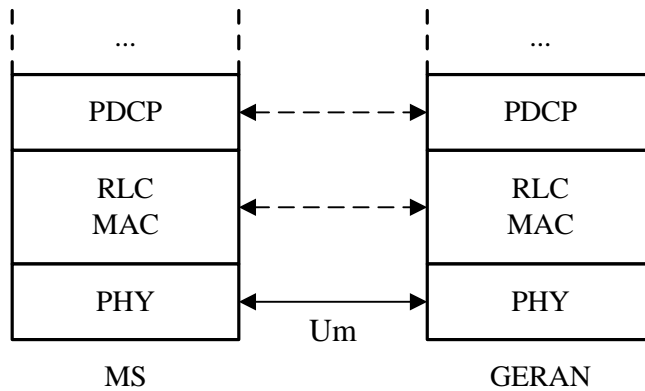 ... ...
PDCP PDCP
RLC RLC
MAC MAC
PHY PHY
Um
MS GERAN